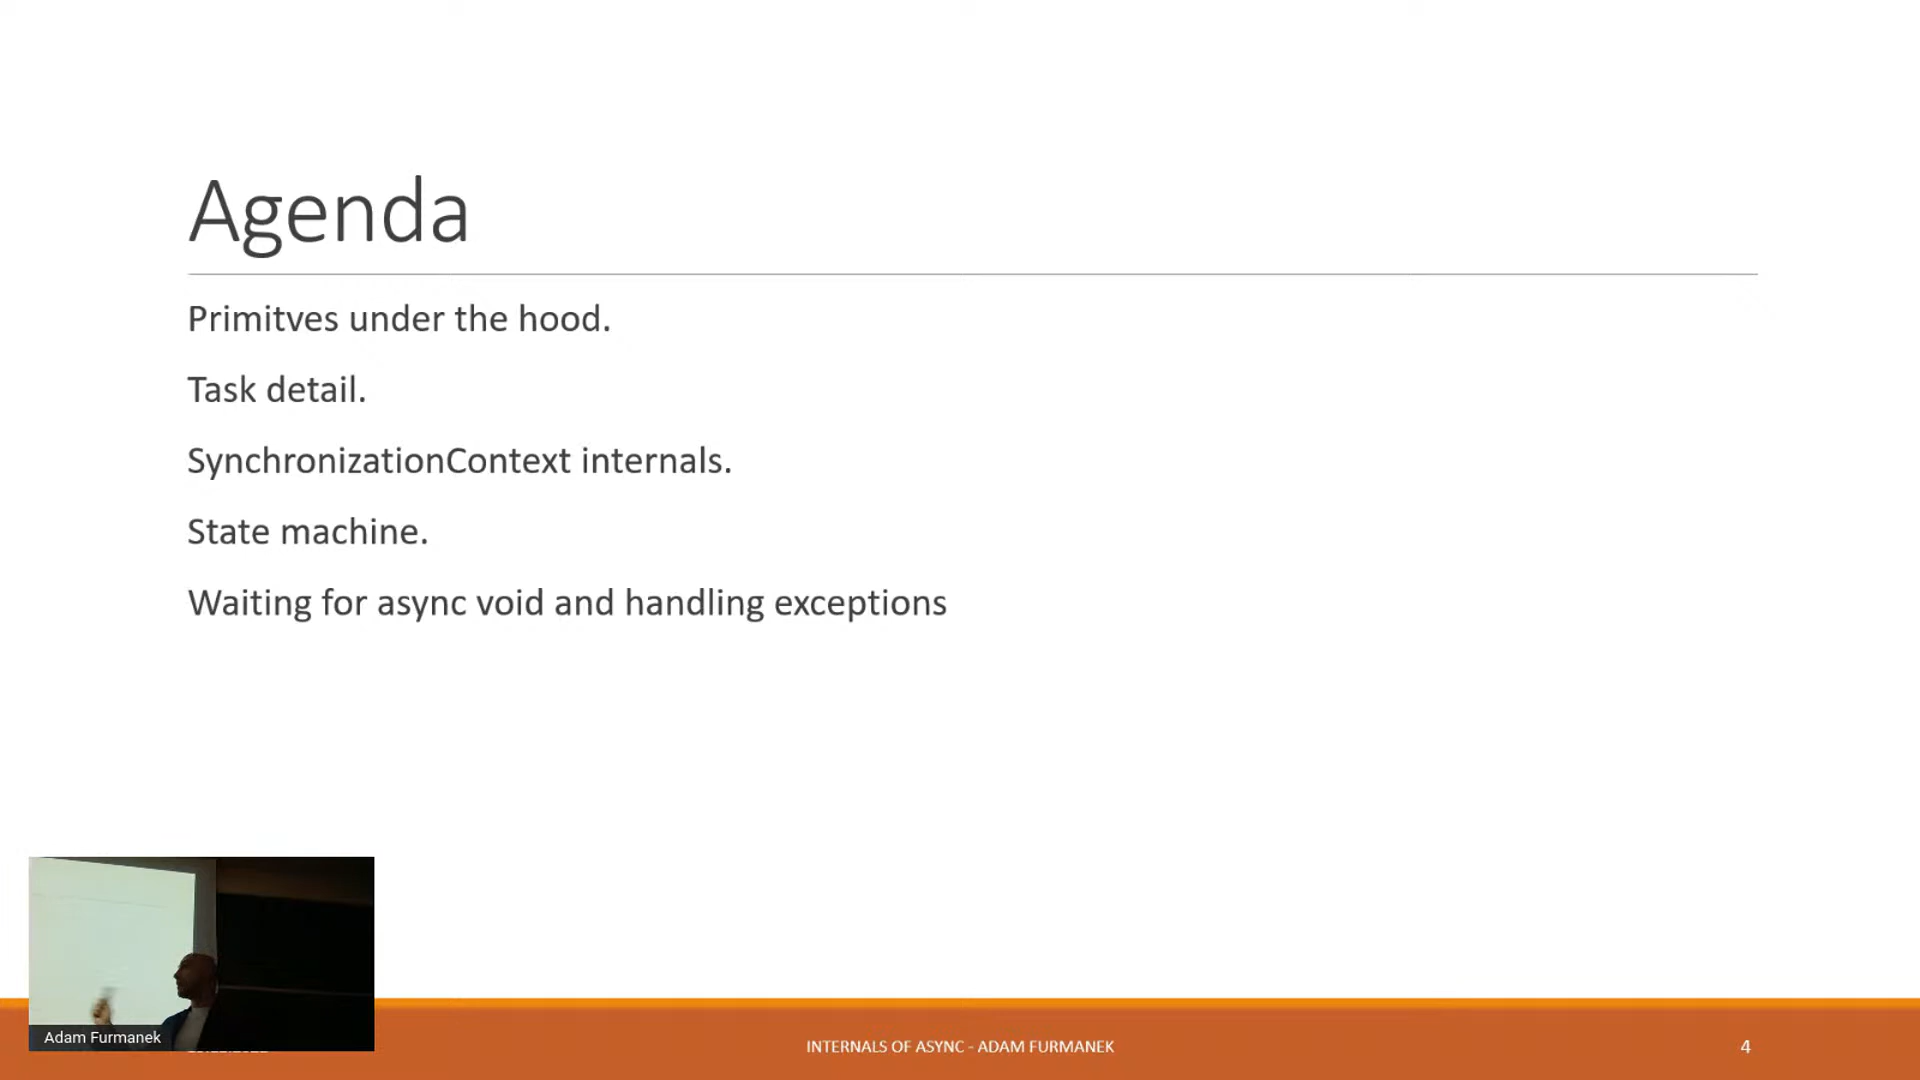 Agenda
Primitves under the hood.
Task detail.
SynchronizationContext internals.
State machine.
Waiting for async void and handling exceptions
Adam Furmanek
INTERNALS OF ASYNC - ADAM FURMANEK
4